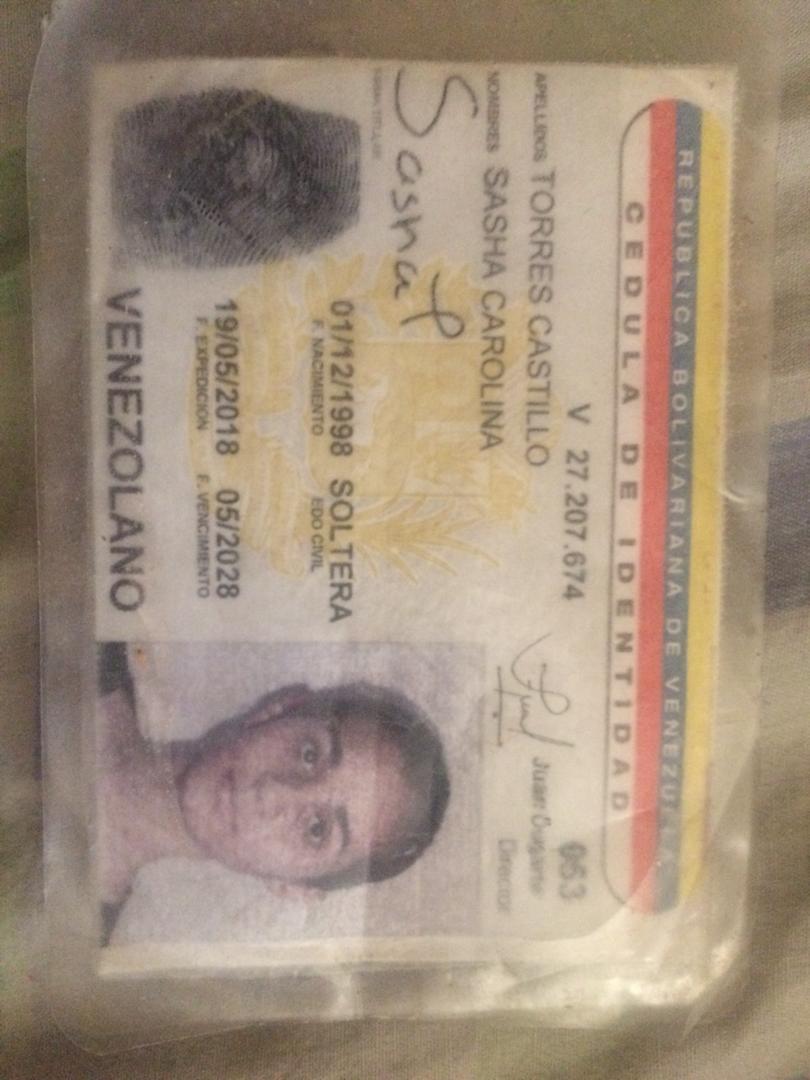 REPUBLICA BOLIVARIANA DE VENEZUELA
CEDULA DE IDENTIDAD
V 27.207.674
063
APELLIDOS TORRES CASTILLO
Juan Dugarte
NOMBRES SASHA CAROLINA
Director
Sasha T
FIRMA TITULAR
01/12/1998 SOLTERA
F. NACIMIENTO EDO CIVIL
19/05/2018 05/2028
F. EXPEDICION F. VENCIMIENTO
VENEZOLANO